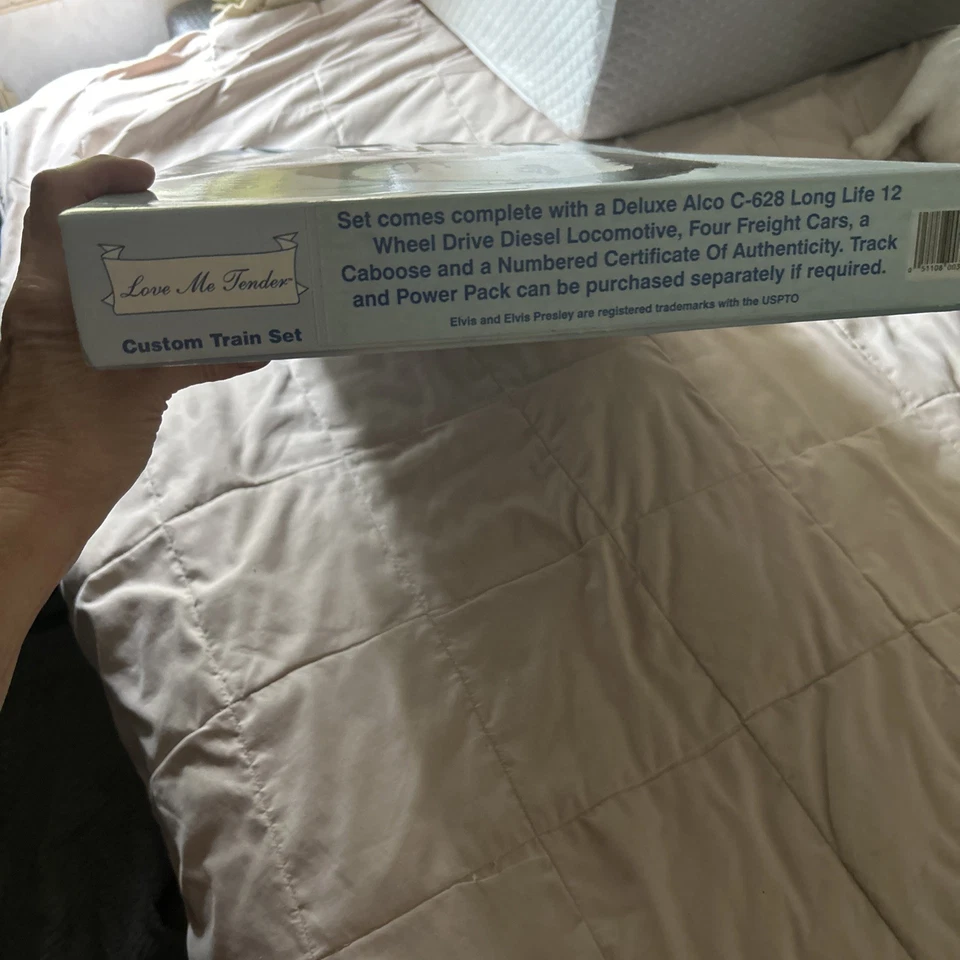 Love Me Tender™
Custom Train Set
Set comes complete with a Deluxe Alco C-628 Long Life 12
Wheel Drive Diesel Locomotive, Four Freight Cars, a
Caboose and a Numbered Certificate Of Authenticity. Track
and Power Pack can be purchased separately if required.
Elvis and Elvis Presley are registered trademarks with the USPTO